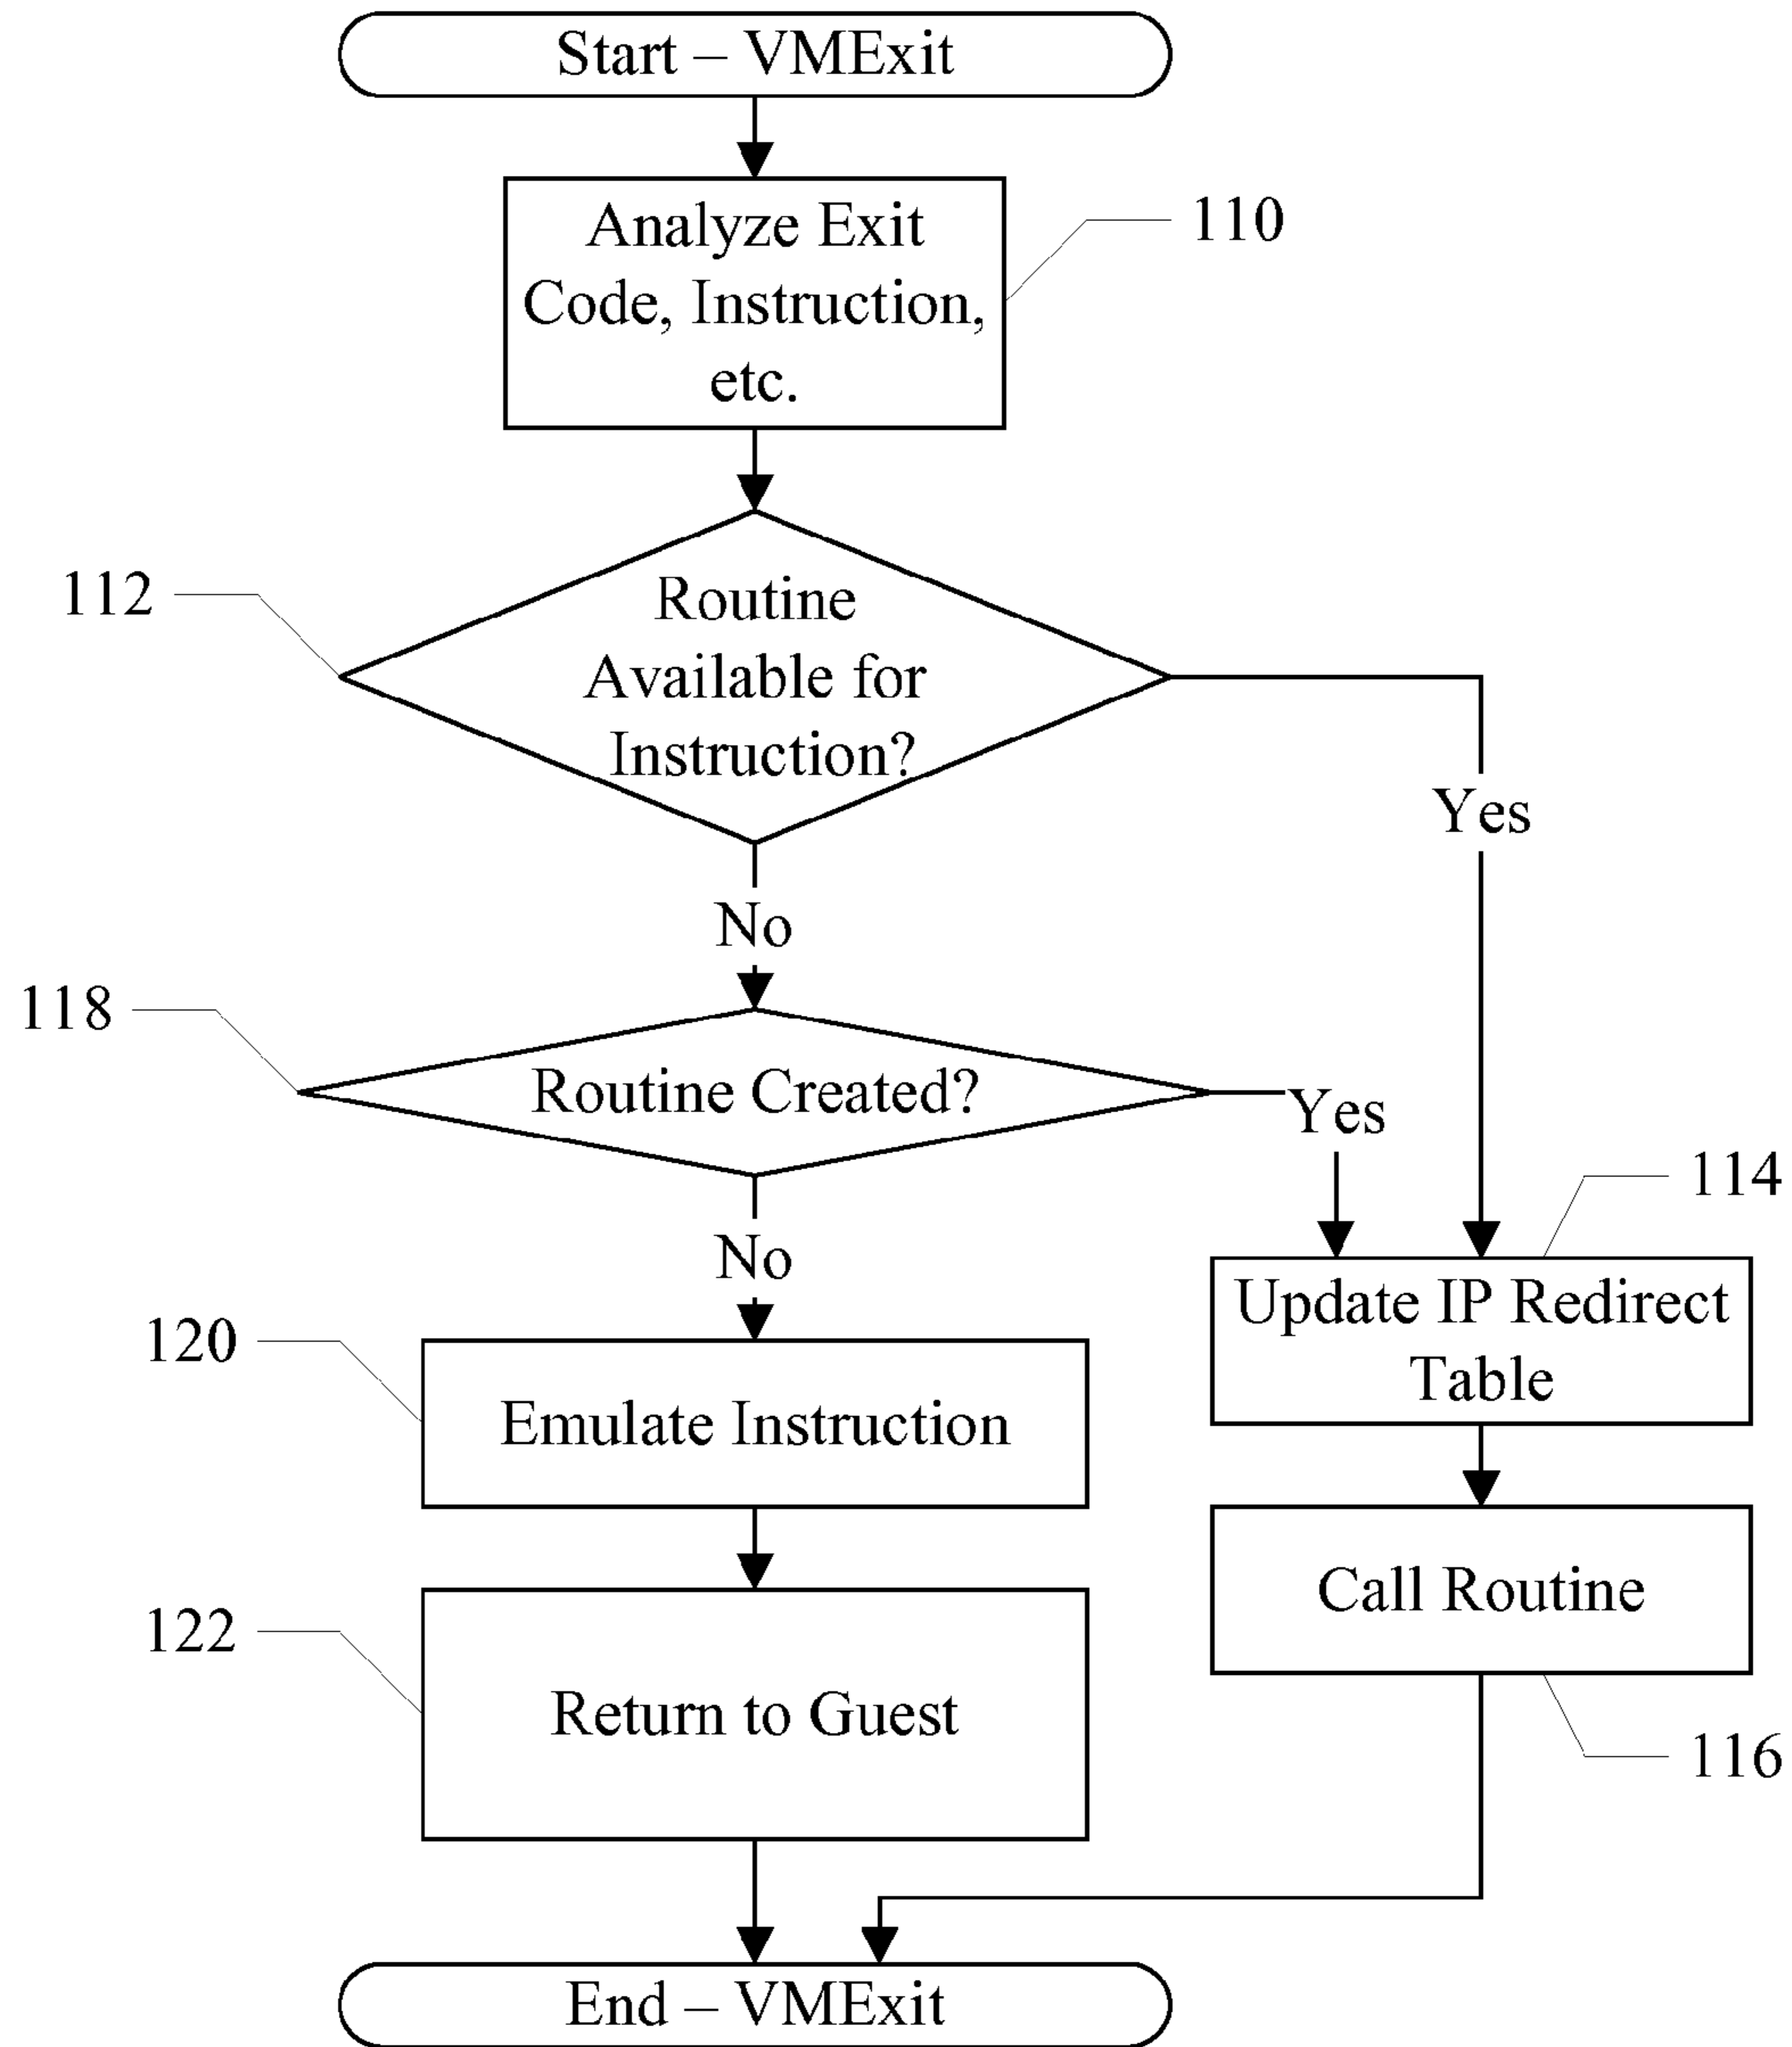 Start – VMExit
Analyze Exit
Code, Instruction,
etc.
110
112
Routine
Available for
Instruction?
Yes
No
118
Routine Created?
Yes
No
114
Update IP Redirect
Table
120
Emulate Instruction
Call Routine
122
Return to Guest
116
End – VMExit